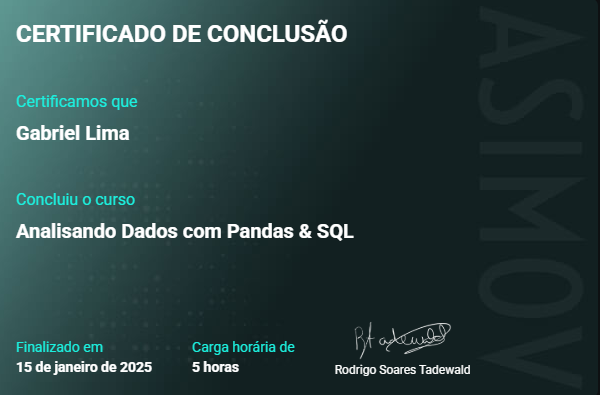 CERTIFICADO DE CONCLUSÃO
Certificamos que
Gabriel Lima
Concluiu o curso
Analisando Dados com Pandas & SQL
Finalizado em
15 de janeiro de 2025
Carga horária de
5 horas
RTadewald
Rodrigo Soares Tadewald
ASIMOV